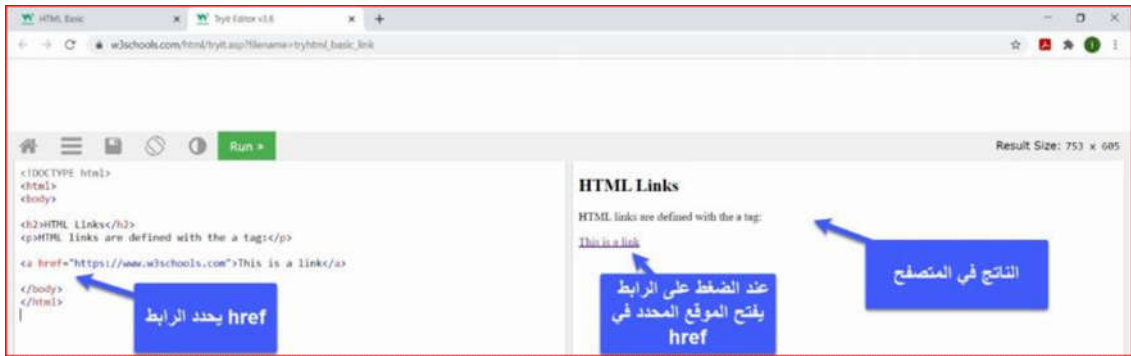 HTML Basic
Tryit Editor v3.6
w3schools.com/html/tryit.asp?filename=tryhtml_basic_link
Run »
Result Size: 753 x 605
<!DOCTYPE html>
<html>
<body>
<h2>HTML Links</h2>
<p>HTML links are defined with the a tag:</p>
<a href="https://www.w3schools.com">This is a link</a>
</body>
</html>
href يحدد الرابط
HTML Links
HTML links are defined with the a tag:
This is a link
عند الضغط على الرابط
يفتح الموقع المحدد في
href
الناتج في المتصفح